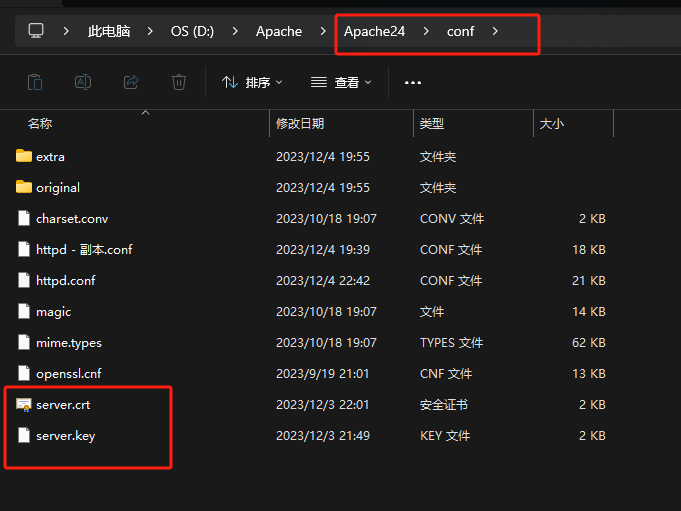 此电脑 > OS (D:) > Apache > Apache24 > conf >
排序 查看 ...
名称 修改日期 类型 大小
extra 2023/12/4 19:55 文件夹
original 2023/12/4 19:55 文件夹
charset.conv 2023/10/18 19:07 CONV 文件 2 KB
httpd - 副本.conf 2023/12/4 19:39 CONF 文件 18 KB
httpd.conf 2023/12/4 22:42 CONF 文件 21 KB
magic 2023/10/18 19:07 文件 14 KB
mime.types 2023/10/18 19:07 TYPES 文件 62 KB
openssl.cnf 2023/9/19 21:01 CNF 文件 13 KB
server.crt 2023/12/3 22:01 安全证书 2 KB
server.key 2023/12/3 21:49 KEY 文件 2 KB